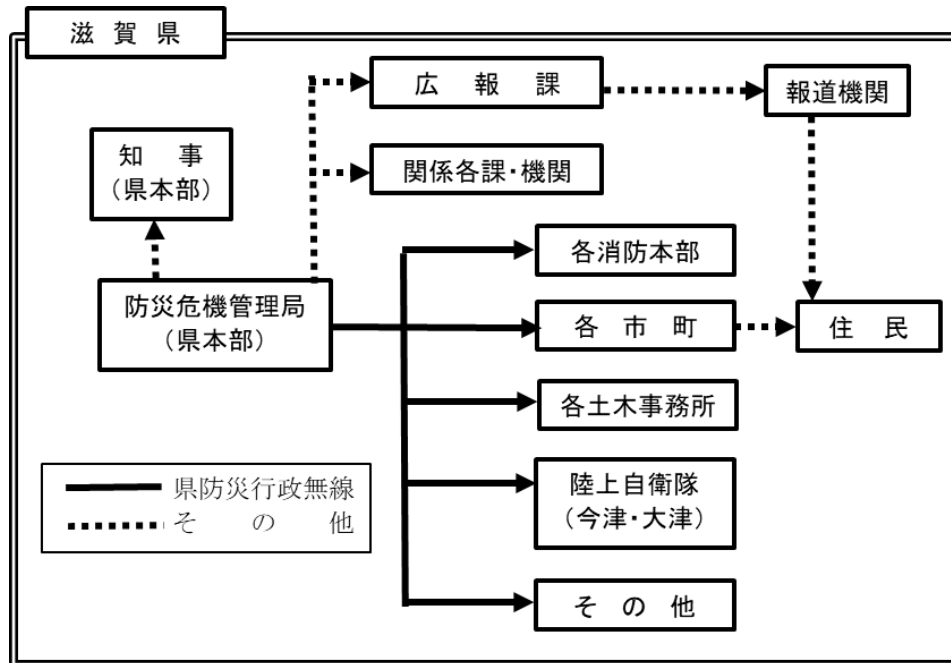 滋賀県
広報課
報道機関
知事
（県本部）
関係各課・機関
各消防本部
防災危機管理局
（県本部）
各市町
住民
各土木事務所
陸上自衛隊
（今津・大津）
その他
県防災行政無線
その他